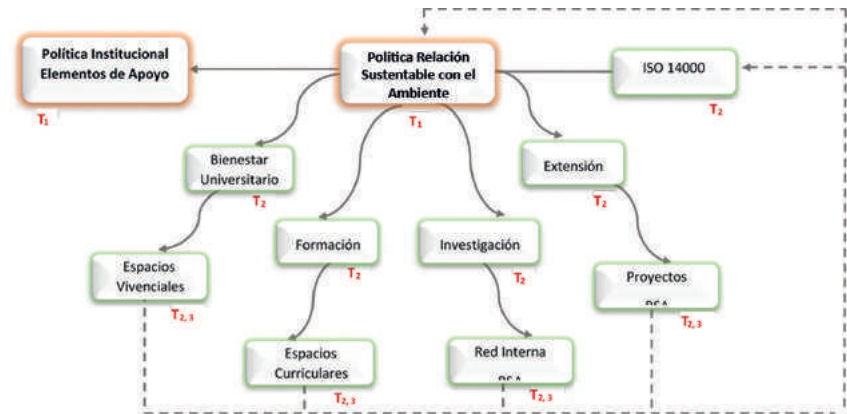 Política Institucional
Elementos de Apoyo
T1
Política Relación
Sustentable con el
Ambiente
T1
ISO 14000
T2
Bienestar
Universitario
T2
Extensión
T2
Formación
T2
Investigación
T2
Espacios
Vivenciales
T2, 3
Proyectos
T2, 3
Espacios
Curriculares
T2, 3
Red Interna
T2, 3